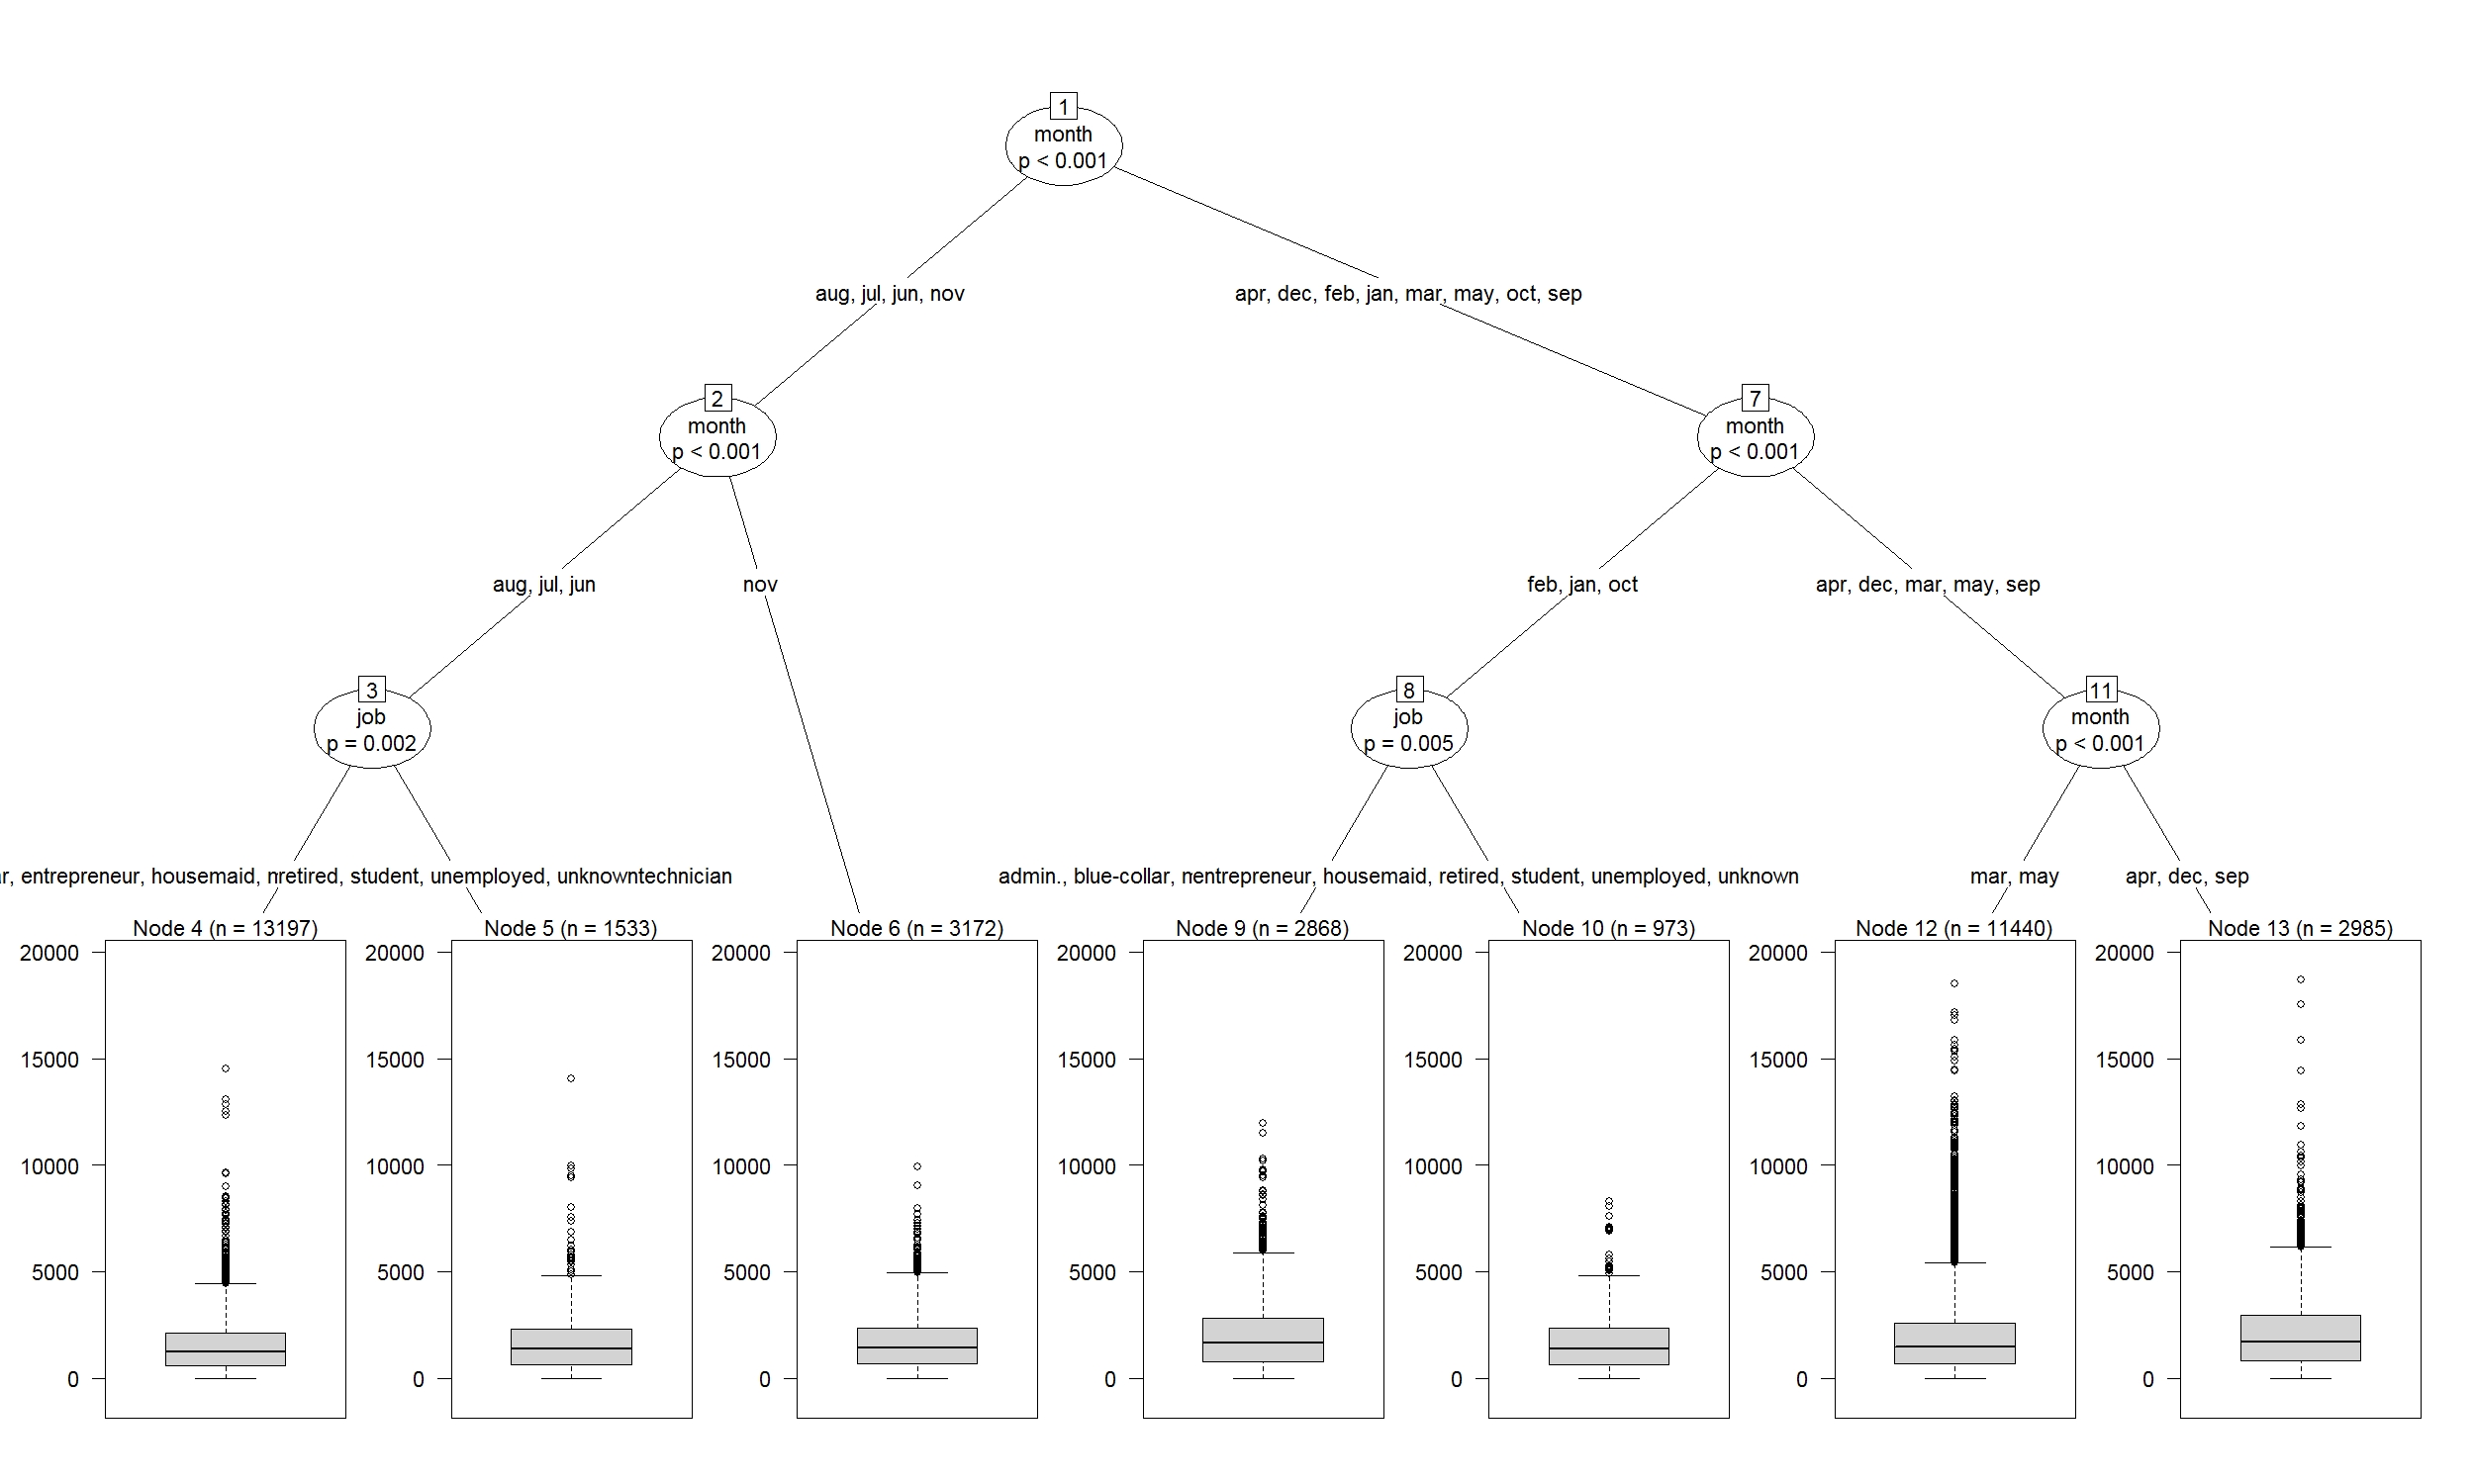 1
month
p < 0.001
aug, jul, jun, nov
apr, dec, feb, jan, mar, may, oct, sep
2
month
p < 0.001
7
month
p < 0.001
aug, jul, jun
nov
feb, jan, oct
apr, dec, mar, may, sep
3
job
p = 0.002
8
job
p = 0.005
11
month
p < 0.001
entrepreneur, housemaid, retired, student, unemployed, unknowntechnician
admin., blue-collar, nentrepreneur, housemaid, retired, student, unemployed, unknown
mar, may
apr, dec, sep
Node 4 (n = 13197)
20000
15000
10000
5000
0
Node 5 (n = 1533)
20000
15000
10000
5000
0
Node 6 (n = 3172)
20000
15000
10000
5000
0
Node 9 (n = 2868)
20000
15000
10000
5000
0
Node 10 (n = 973)
20000
15000
10000
5000
0
Node 12 (n = 11440)
20000
15000
10000
5000
0
Node 13 (n = 2985)
20000
15000
10000
5000
0